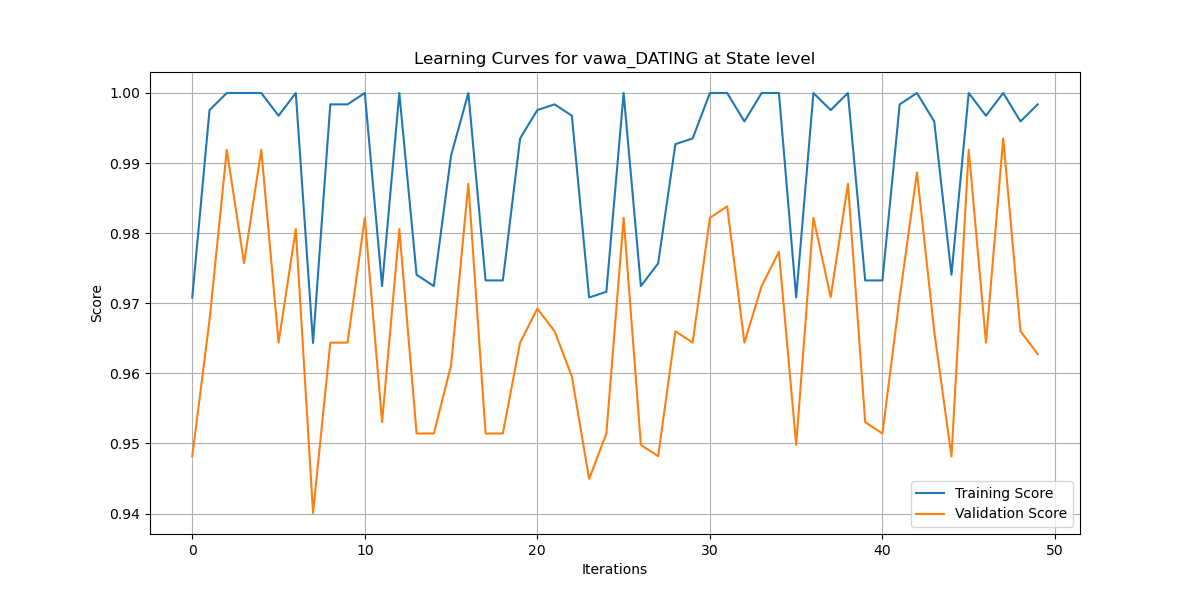 Learning Curves for vawa_DATING at State level
1.00
0.99
0.98
0.97
0.96
0.95
0.94
Score
0
10
20
30
40
50
Iterations
Training Score
Validation Score